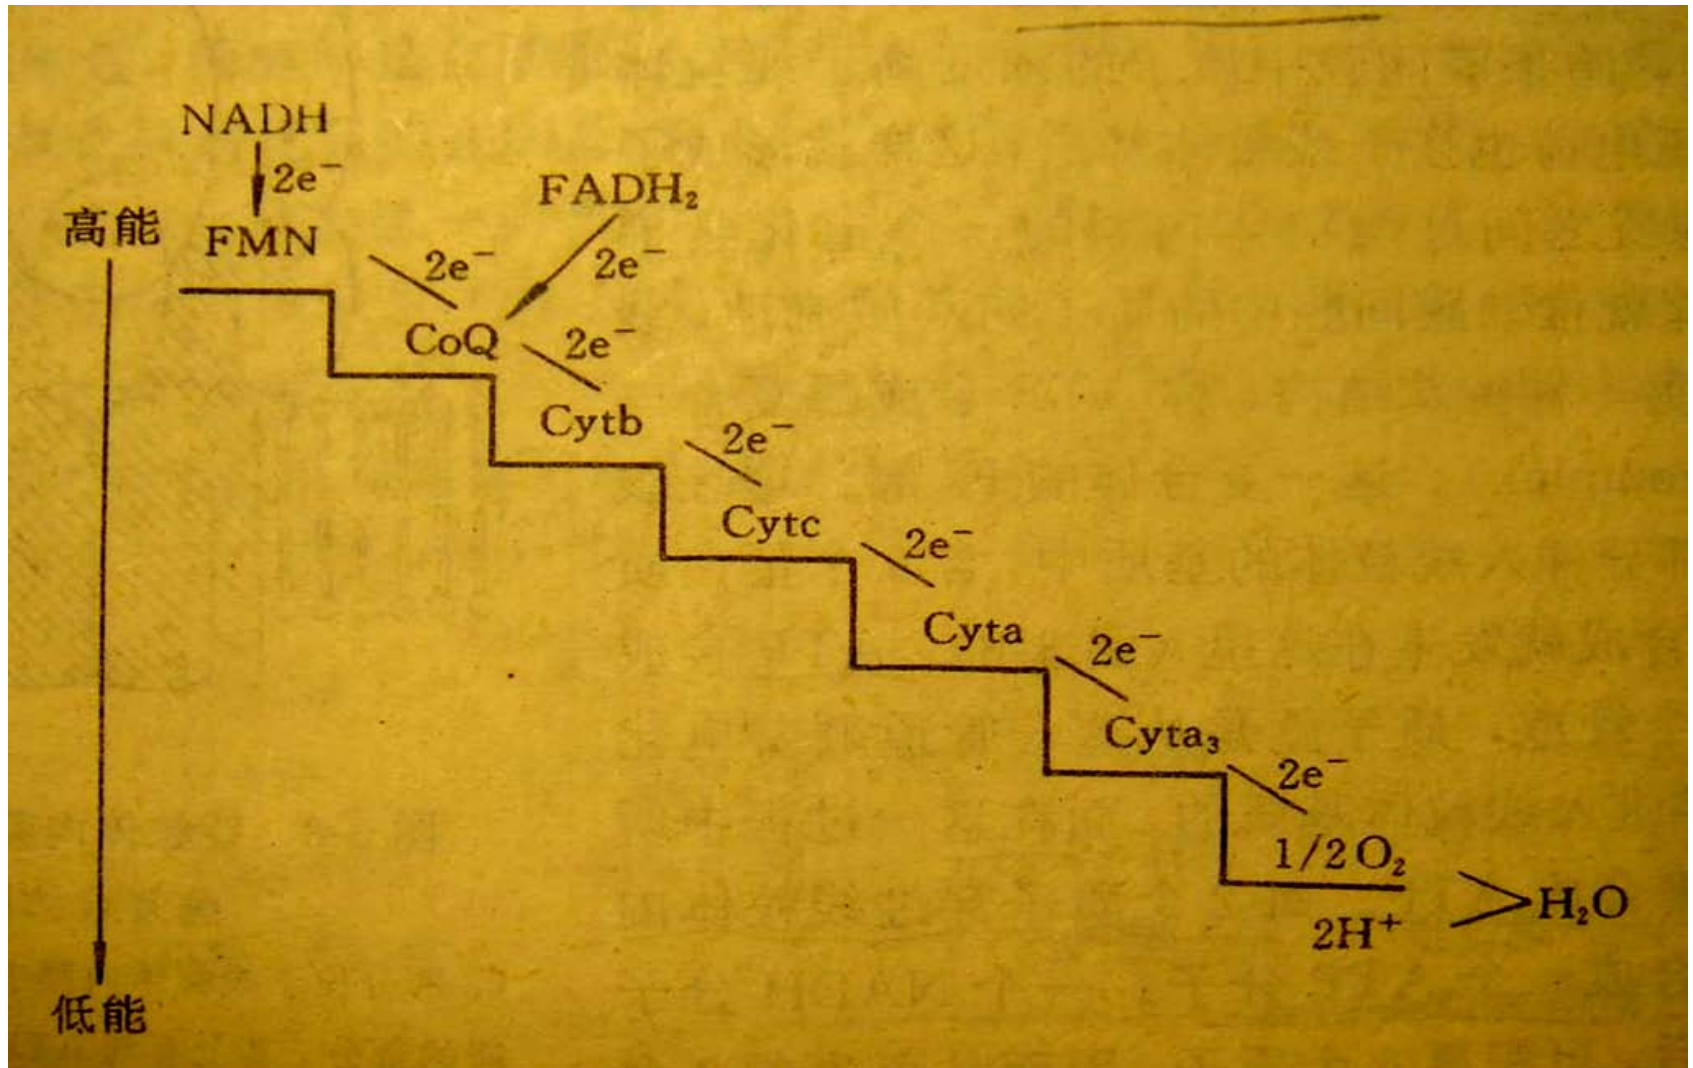 NADH
2e⁻
FADH₂
高能
FMN
2e⁻
2e⁻
CoQ
2e⁻
Cytb
2e⁻
Cytc
2e⁻
Cyta
2e⁻
Cyta₃
2e⁻
1/2 O₂
H₂O
2H⁺
低能